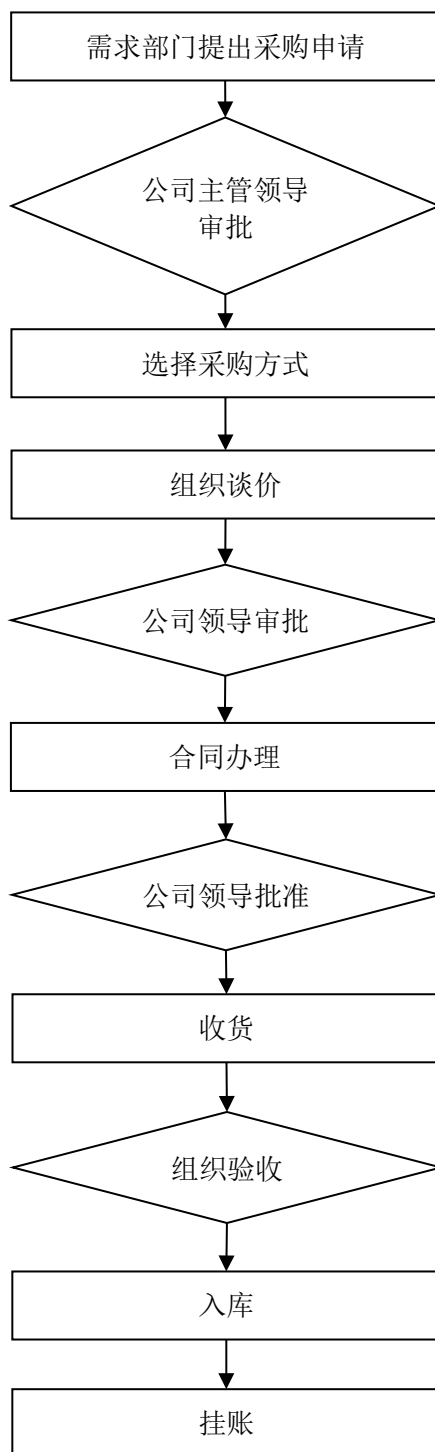 需求部门提出采购申请
公司主管领导
审批
选择采购方式
组织谈价
公司领导审批
合同办理
公司领导批准
收货
组织验收
入库
挂账